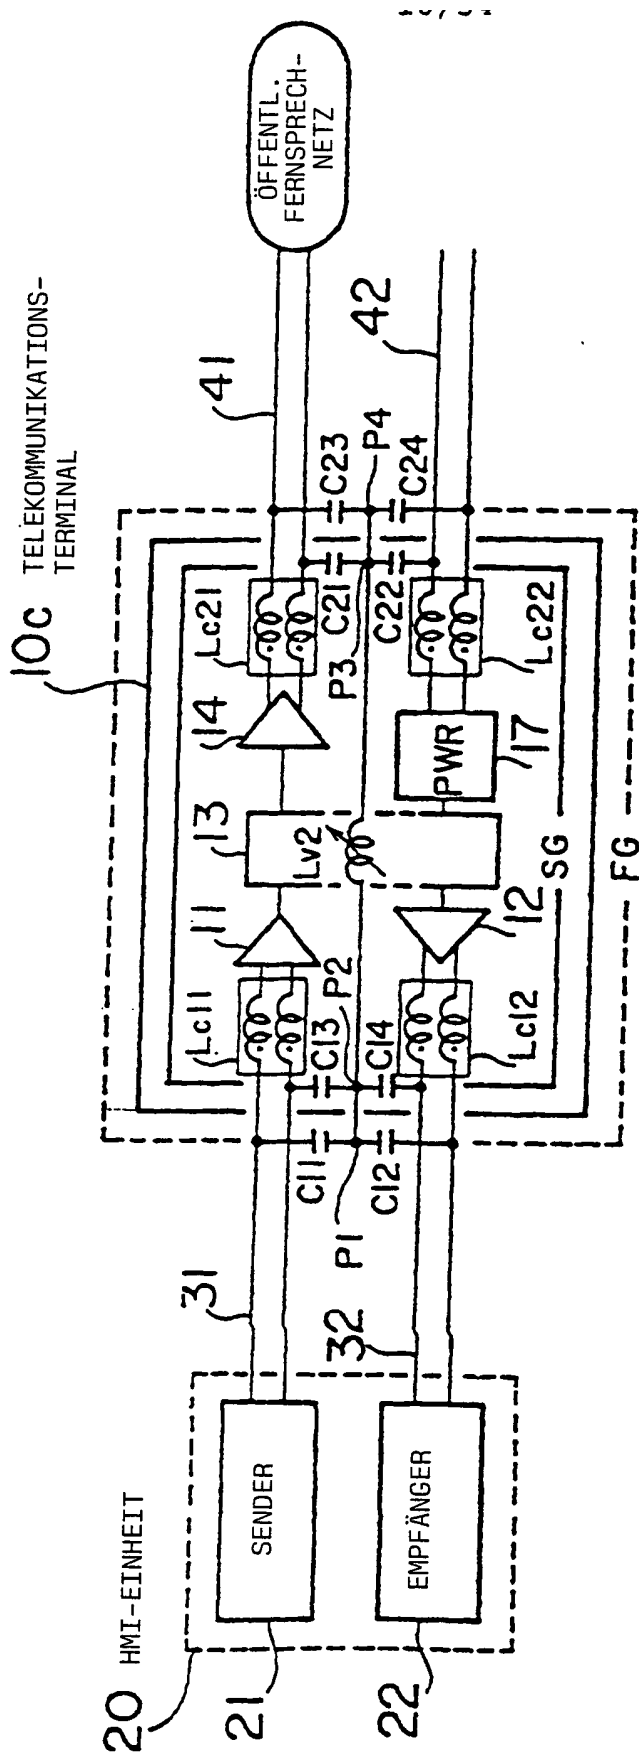 10c TELEKOMMUNIKATIONS-
TERMINAL
ÖFFENTL.
FERNSPRECH-
NETZ
20 HMI-EINHEIT
21
SENDER
22
EMPFÄNGER
31
32
41
42
Lc11
11
13
14
Lc21
C11
C13
P2
Lv2
P3
C21
C23
P1
C12
C14
C22
P4
C24
Lc12
12
PWR
17
Lc22
SG
FG